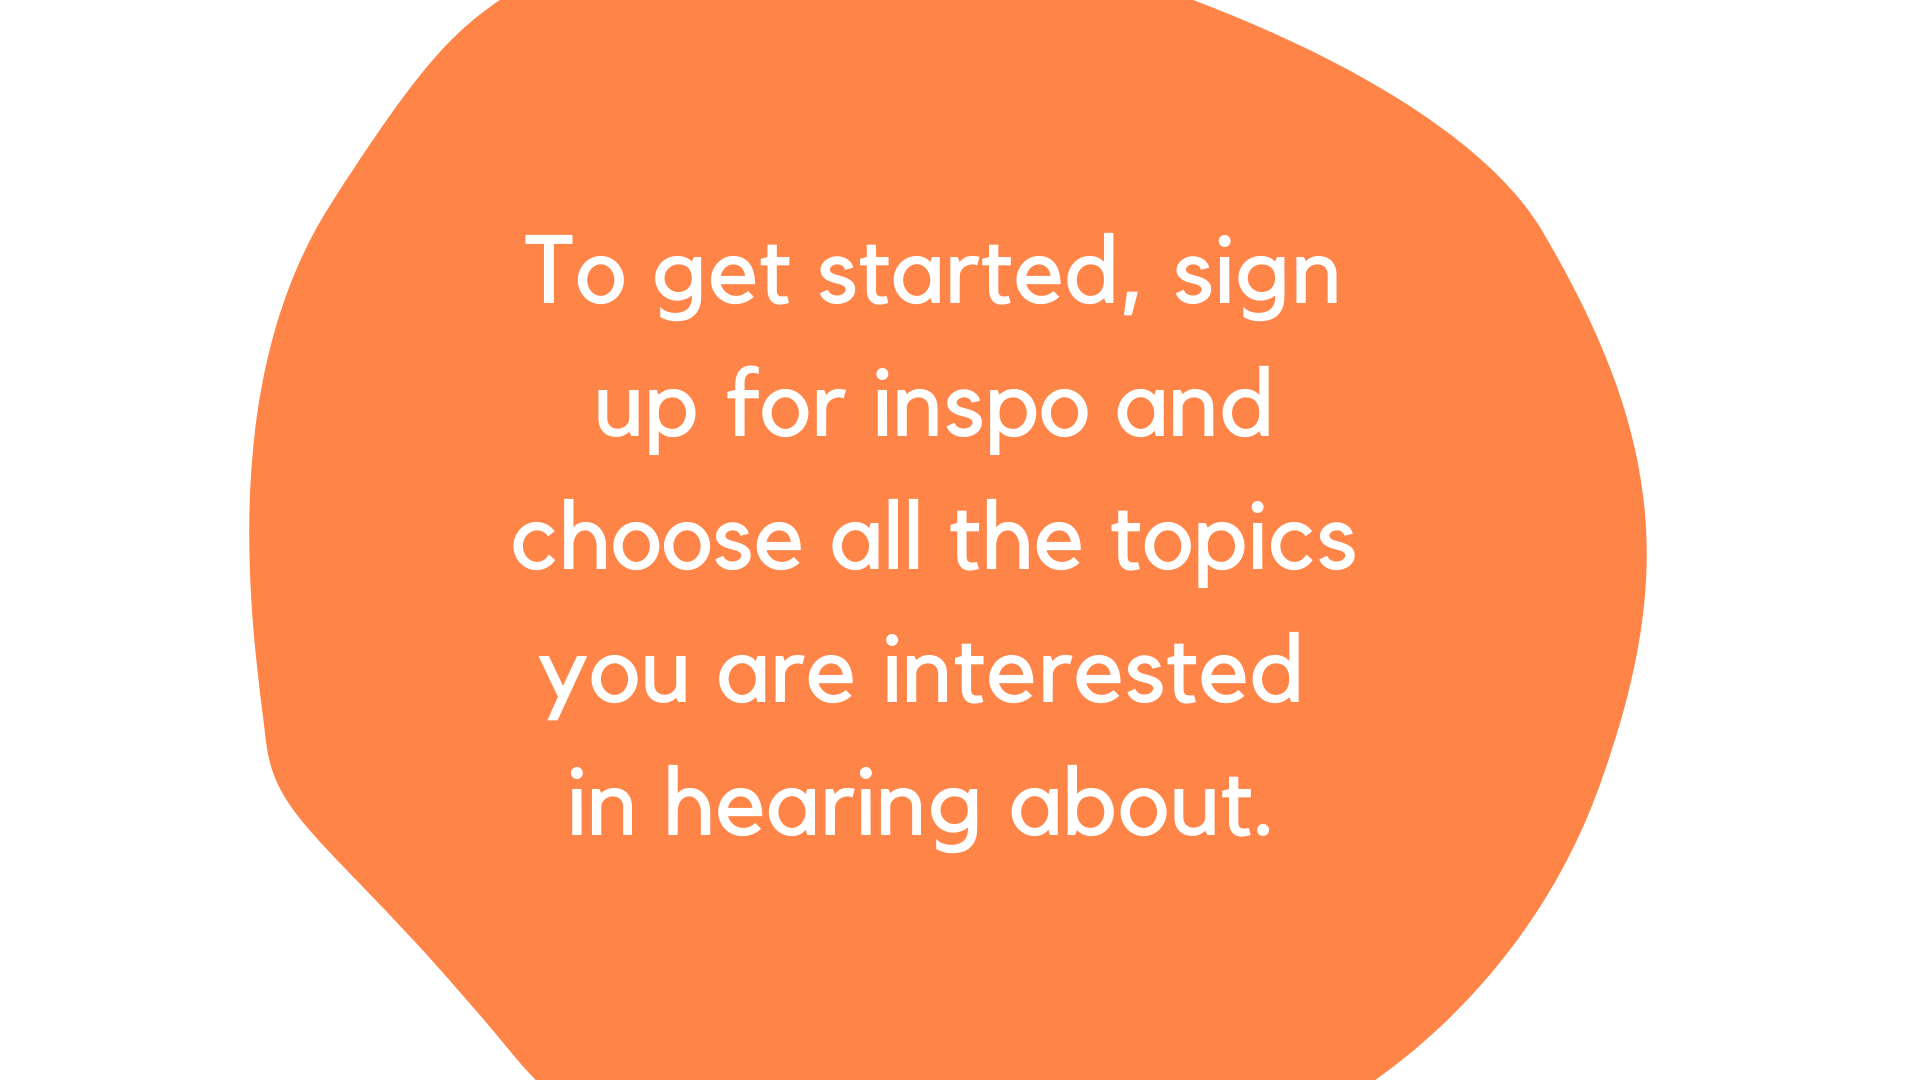 To get started, sign
up for inspo and
choose all the topics
you are interested
in hearing about.